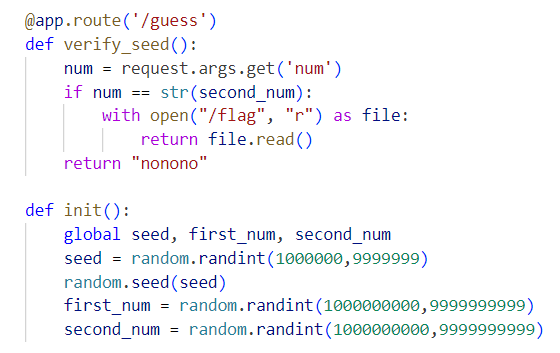 @app.route('/guess')
def verify_seed():
    num = request.args.get('num')
    if num == str(second_num):
        with open("/flag", "r") as file:
            return file.read()
    return "nonono"

def init():
    global seed, first_num, second_num
    seed = random.randint(1000000,9999999)
    random.seed(seed)
    first_num = random.randint(1000000000,9999999999)
    second_num = random.randint(1000000000,9999999999)